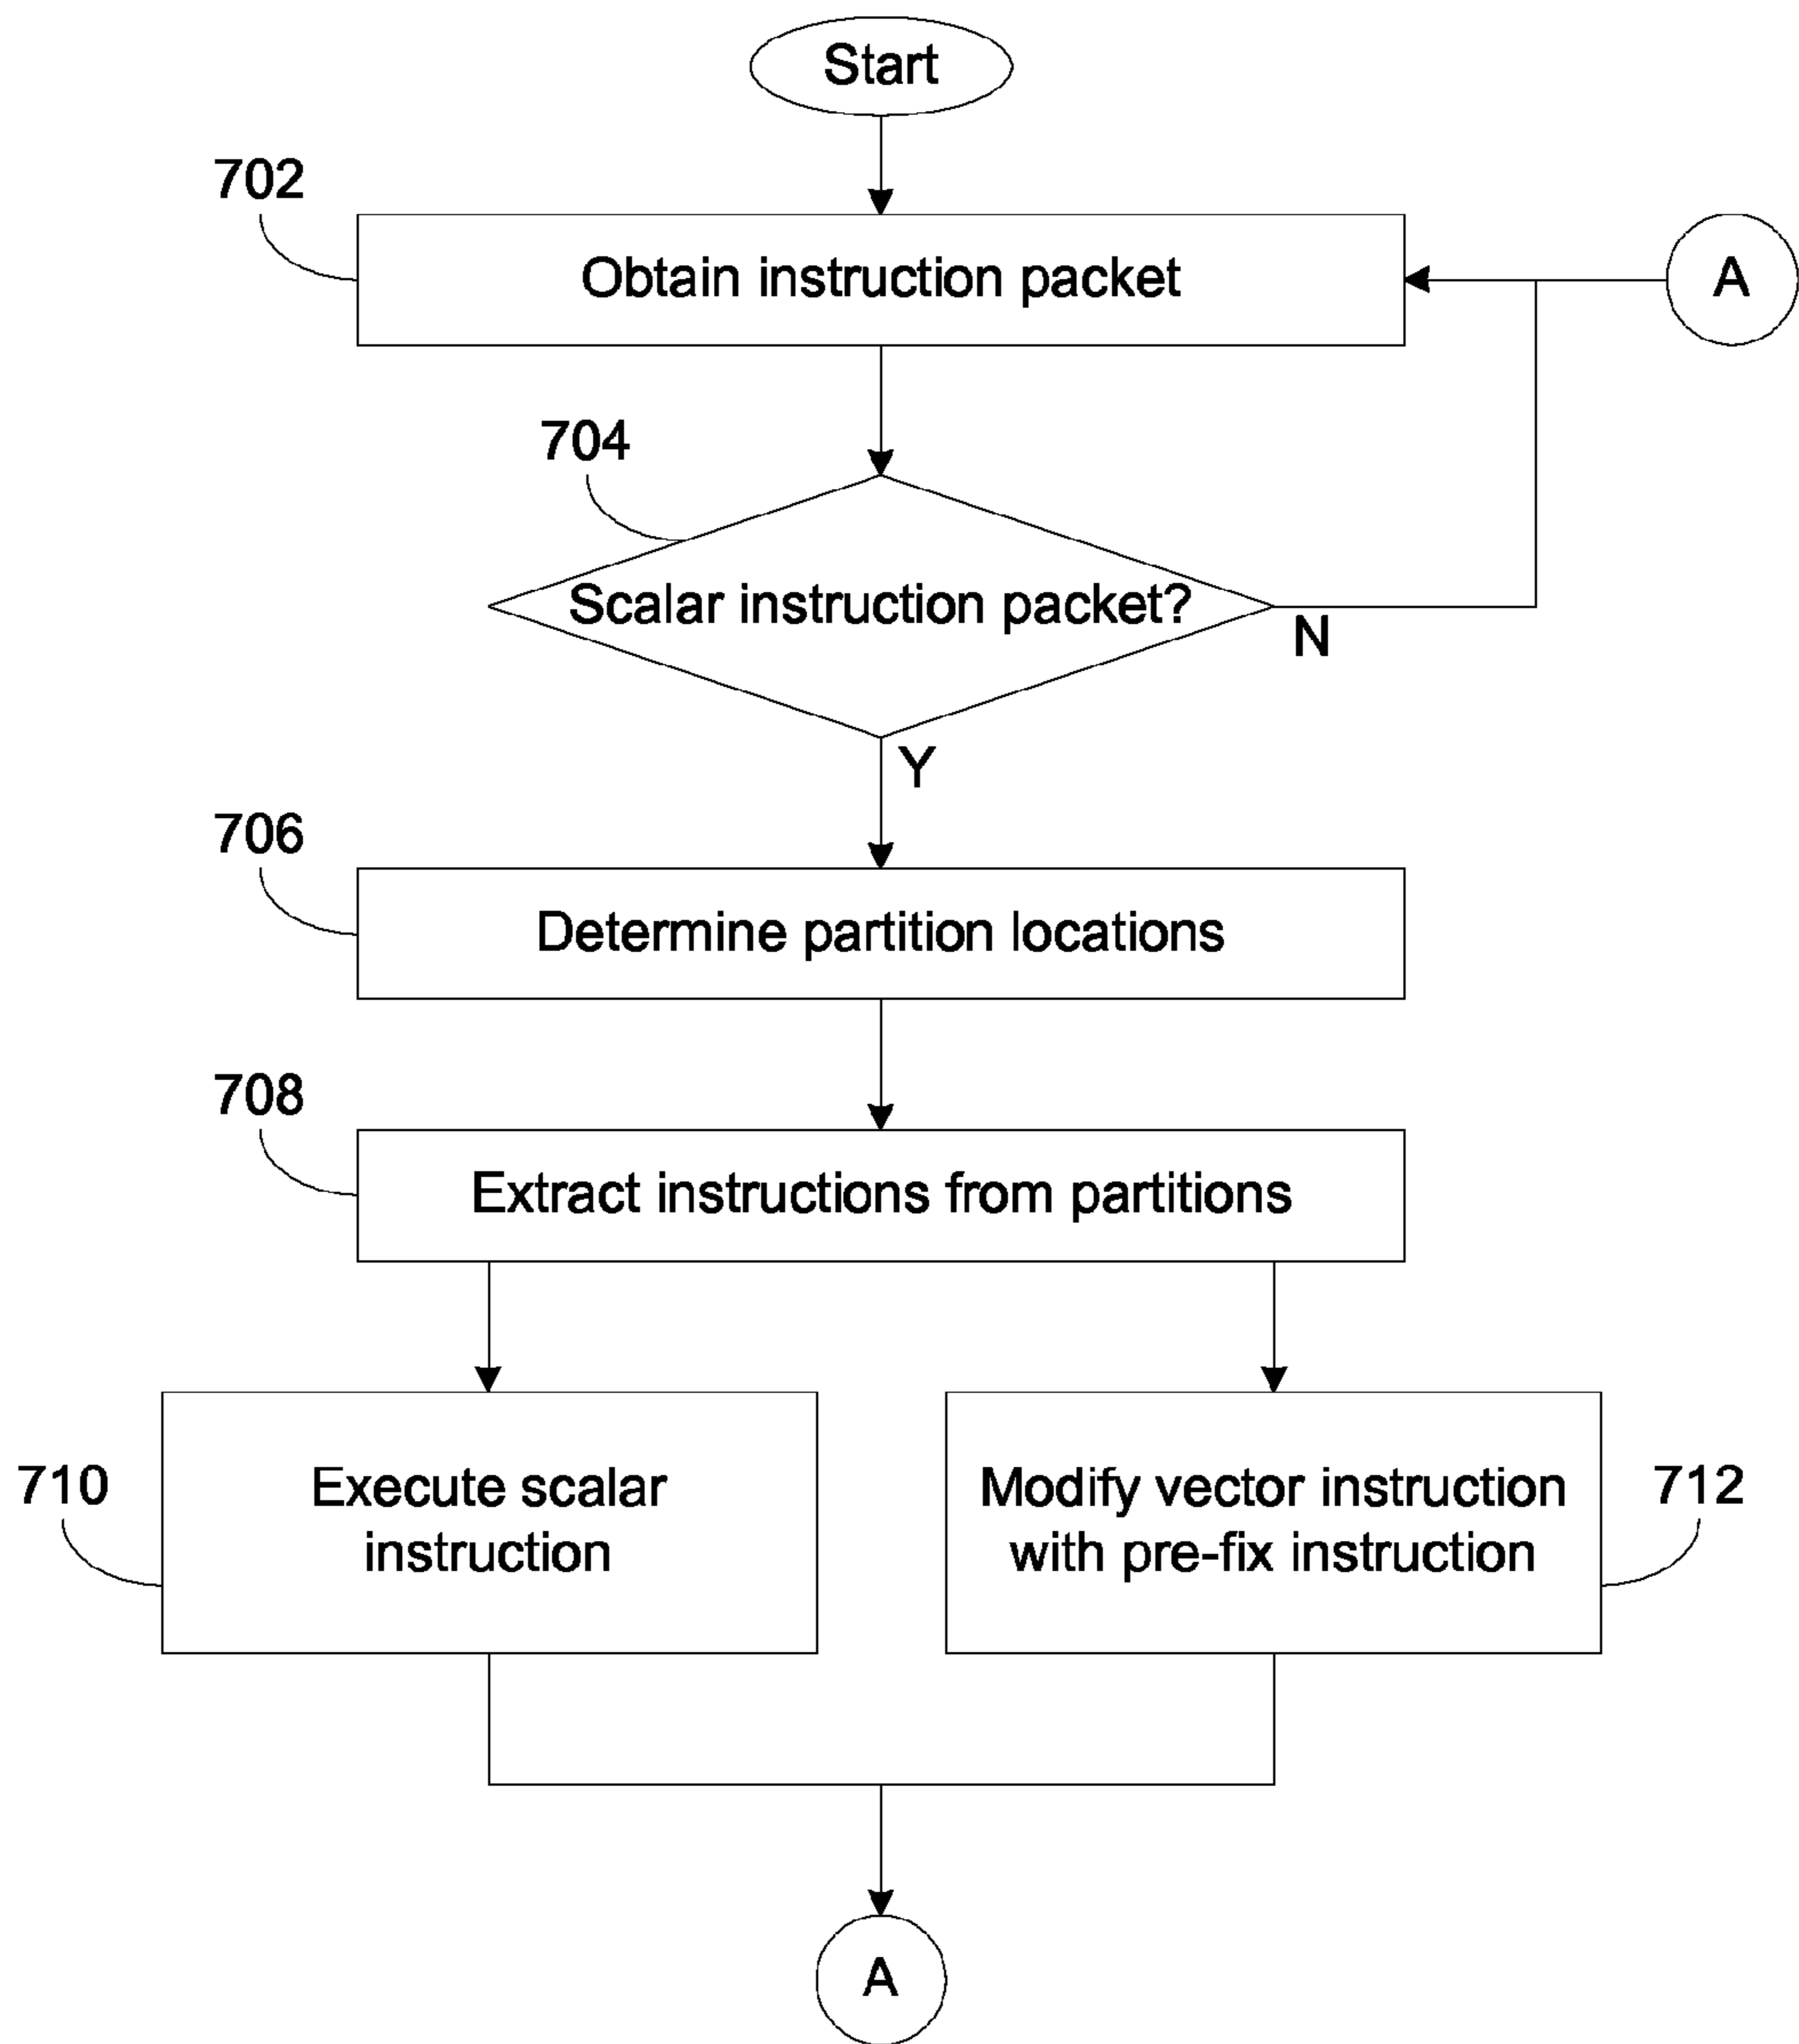 Start
702
Obtain instruction packet
A
704
Scalar instruction packet?
N
Y
706
Determine partition locations
708
Extract instructions from partitions
710
Execute scalar
instruction
Modify vector instruction
with pre-fix instruction
712
A